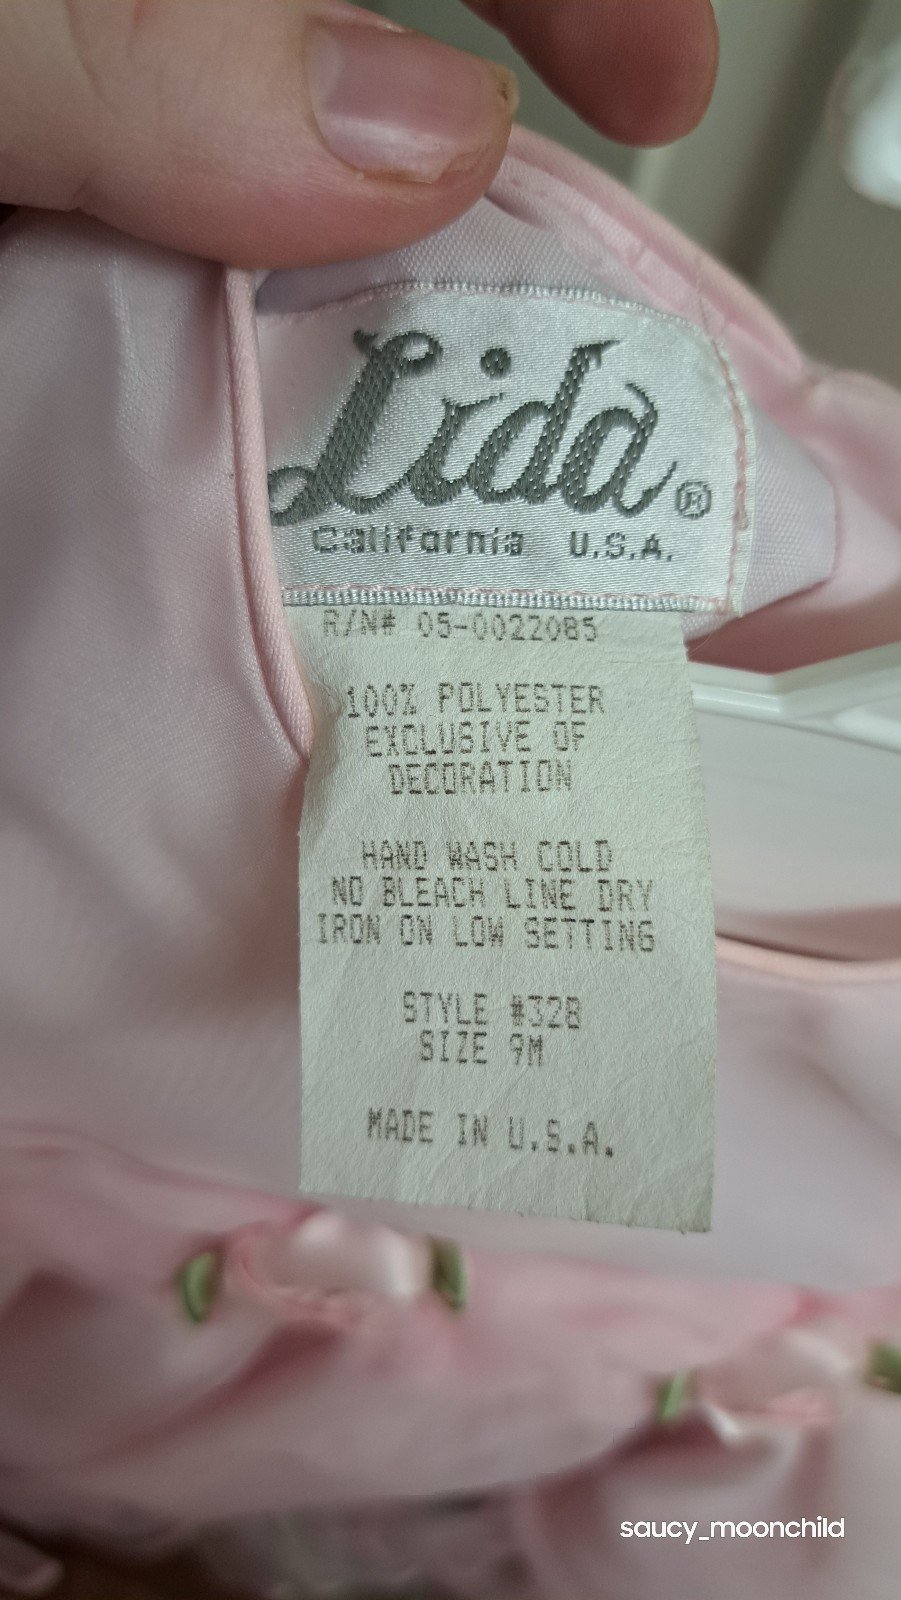 Lida®
California U.S.A.
R/N# 05-0022085
100% POLYESTER
EXCLUSIVE OF
DECORATION
HAND WASH COLD
NO BLEACH LINE DRY
IRON ON LOW SETTING
STYLE #328
SIZE 9M
MADE IN U.S.A.
saucy_moonchild